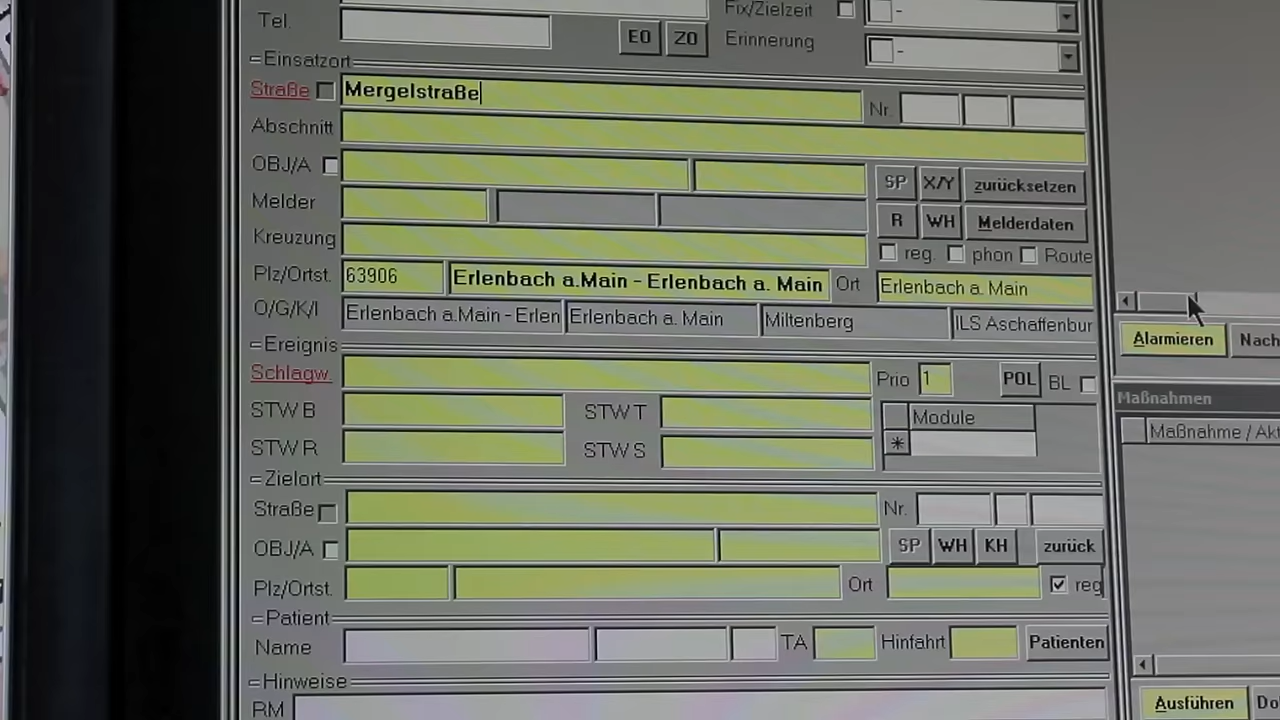 Fix/Zielzeit -
Tel. EO ZO Erinnerung -
Einsatzort
Straße Mergelstraße Nr.
Abschnitt
OBJ/A SP X/Y zurücksetzen
Melder R WH Melderdaten
Kreuzung reg. phon Route
Plz/Ortst. 63906 Erlenbach a.Main - Erlenbach a. Main Ort Erlenbach a. Main
O/G/K/I Erlenbach a.Main - Erlen Erlenbach a. Main Miltenberg ILS Aschaffenbur
Alarmieren Nach
Ereignis
Schlagw. Prio 1 POL BL
Maßnahmen
STW B STW T Module
Maßnahme / Akt
STW R STW S *
Zielort
Straße Nr.
OBJ/A SP WH KH zurück
Plz/Ortst. Ort reg
Patient
Name TA Hinfahrt Patienten
Hinweise
RM
Ausführen Do